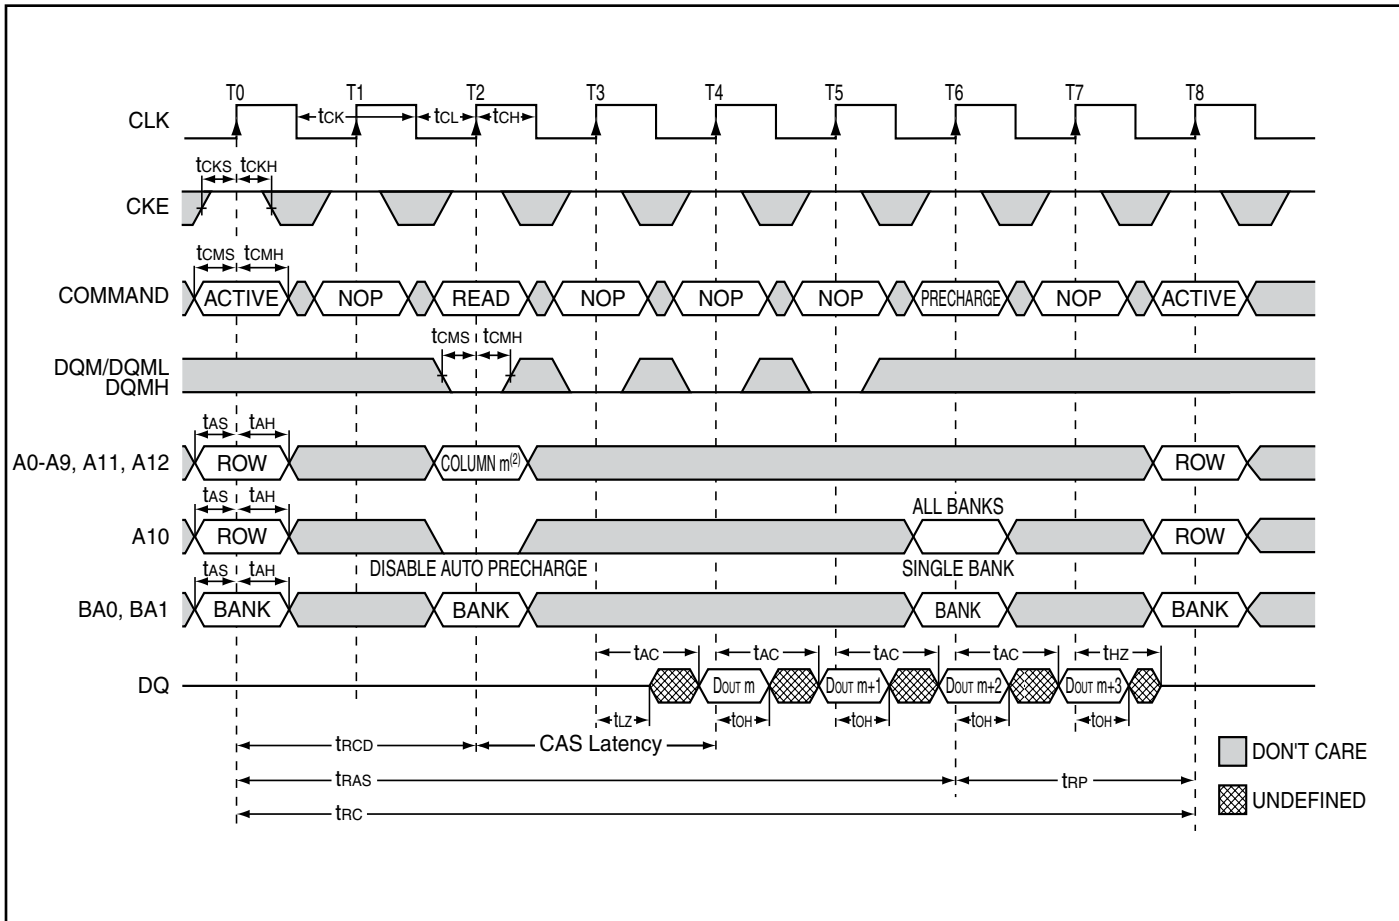 T0 T1 T2 T3 T4 T5 T6 T7 T8
CLK tCK tCL tCH
tCKS tCKH
CKE
tCMS tCMH
COMMAND ACTIVE NOP READ NOP NOP NOP PRECHARGE NOP ACTIVE
tCMS tCMH
DQM/DQML
DQMH
tAS tAH
A0-A9, A11, A12 ROW COLUMN m(2) ROW
tAS tAH ALL BANKS
A10 ROW ROW
DISABLE AUTO PRECHARGE SINGLE BANK
tAS tAH
BA0, BA1 BANK BANK BANK BANK
tAC tAC tAC tAC tHZ
DQ DOUT m DOUT m+1 DOUT m+2 DOUT m+3
tLZ tOH tOH tOH tOH
tRCD CAS Latency
DON'T CARE
tRAS tRP
UNDEFINED
tRC